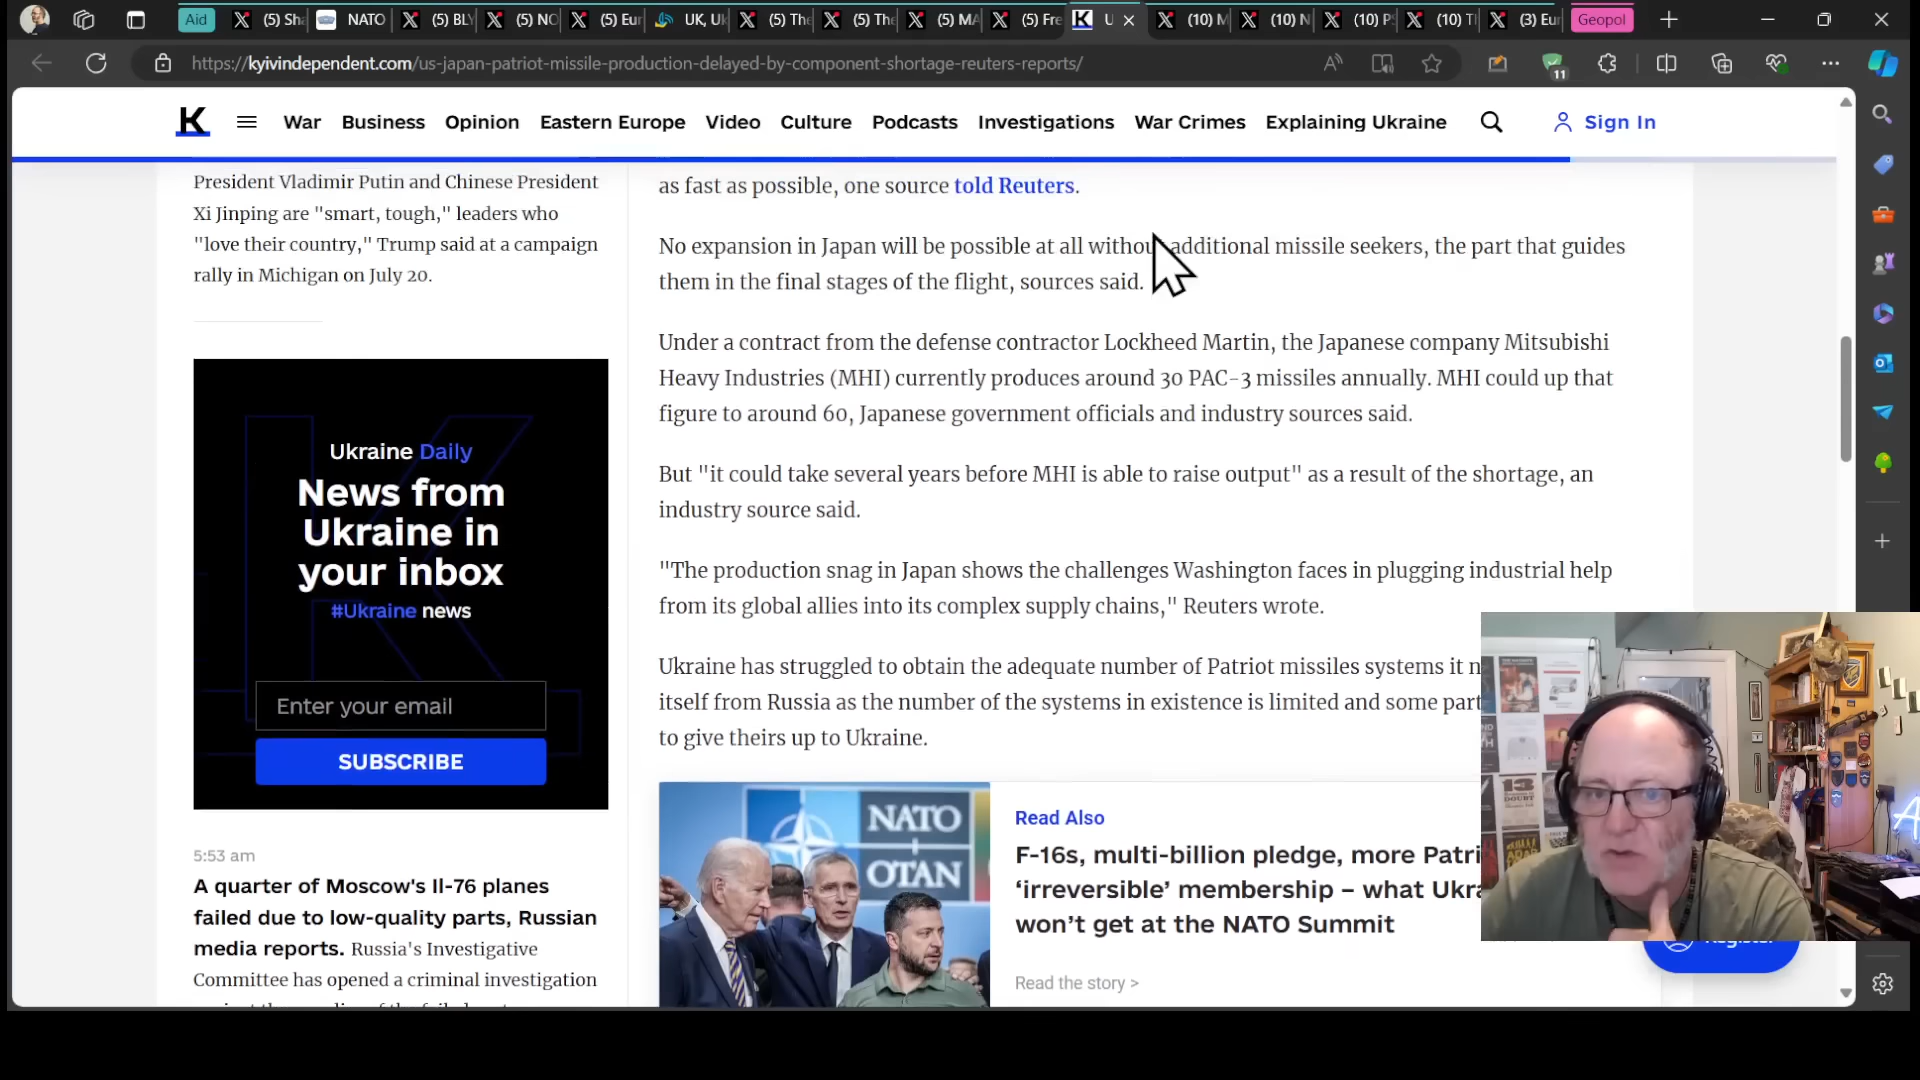 Aid
(5) Sha
NATO
(5) BLY
(5) NO
(5) Eur
UK, Uk
(5) The
(5) The
(5) MA
(5) Fre
U
(10) M
(10) N
(10) PS
(10) Tl
(3) Eu
Geopol
https://kyivindependent.com/us-japan-patriot-missile-production-delayed-by-component-shortage-reuters-reports/
11
K
War
Business
Opinion
Eastern Europe
Video
Culture
Podcasts
Investigations
War Crimes
Explaining Ukraine
Sign In
President Vladimir Putin and Chinese President
Xi Jinping are "smart, tough," leaders who
"love their country," Trump said at a campaign
rally in Michigan on July 20.
Ukraine Daily
News from
Ukraine in
your inbox
#Ukraine news
Enter your email
SUBSCRIBE
5:53 am
A quarter of Moscow's Il-76 planes
failed due to low-quality parts, Russian
media reports. Russia's Investigative
Committee has opened a criminal investigation
as fast as possible, one source told Reuters.
No expansion in Japan will be possible at all without additional missile seekers, the part that guides
them in the final stages of the flight, sources said.
Under a contract from the defense contractor Lockheed Martin, the Japanese company Mitsubishi
Heavy Industries (MHI) currently produces around 30 PAC-3 missiles annually. MHI could up that
figure to around 60, Japanese government officials and industry sources said.
But "it could take several years before MHI is able to raise output" as a result of the shortage, an
industry source said.
"The production snag in Japan shows the challenges Washington faces in plugging industrial help
from its global allies into its complex supply chains," Reuters wrote.
Ukraine has struggled to obtain the adequate number of Patriot missiles systems it n
itself from Russia as the number of the systems in existence is limited and some part
to give theirs up to Ukraine.
NATO
OTAN
Read Also
F-16s, multi-billion pledge, more Patri
'irreversible' membership – what Ukra
won't get at the NATO Summit
Read the story >
Register